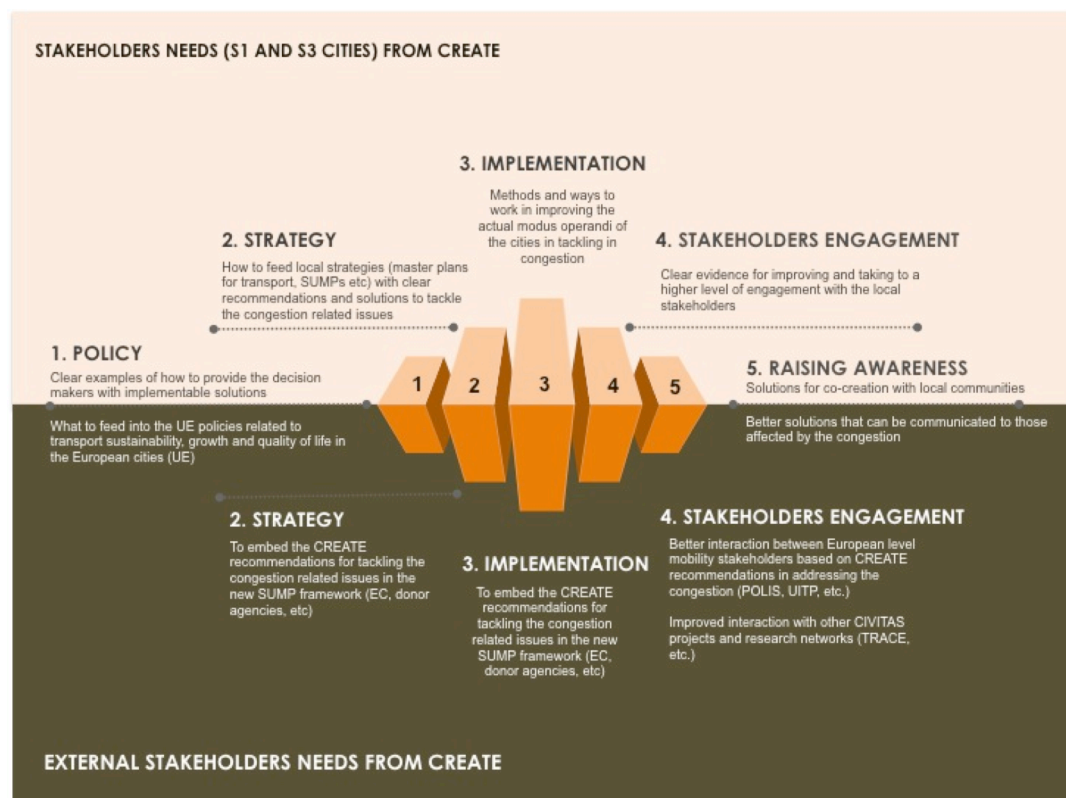 STAKEHOLDERS NEEDS (S1 AND S3 CITIES) FROM CREATE
3. IMPLEMENTATION
Methods and ways to
work in improving the
actual modus operandi of
the cities in tackling in
congestion
2. STRATEGY
How to feed local strategies (master plans
for transport, SUMPs etc) with clear
recommendations and solutions to tackle
the congestion related issues
4. STAKEHOLDERS ENGAGEMENT
Clear evidence for improving and taking to a
higher level of engagement with the local
stakeholders
1. POLICY
Clear examples of how to provide the decision
makers with implementable solutions
5. RAISING AWARENESS
Solutions for co-creation with local communities
1
2
3
4
5
What to feed into the UE policies related to
transport sustainability, growth and quality of life in
the European cities (UE)
Better solutions that can be communicated to those
affected by the congestion
2. STRATEGY
To embed the CREATE
recommendations for tackling the
congestion related issues in the
new SUMP framework (EC, donor
agencies, etc)
3. IMPLEMENTATION
To embed the CREATE
recommendations for
tackling the congestion
related issues in the new
SUMP framework (EC,
donor agencies, etc)
4. STAKEHOLDERS ENGAGEMENT
Better interaction between European level
mobility stakeholders based on CREATE
recommendations in addressing the
congestion (POLIS, UITP, etc.)
Improved interaction with other CIVITAS
projects and research networks (TRACE,
etc.)
EXTERNAL STAKEHOLDERS NEEDS FROM CREATE